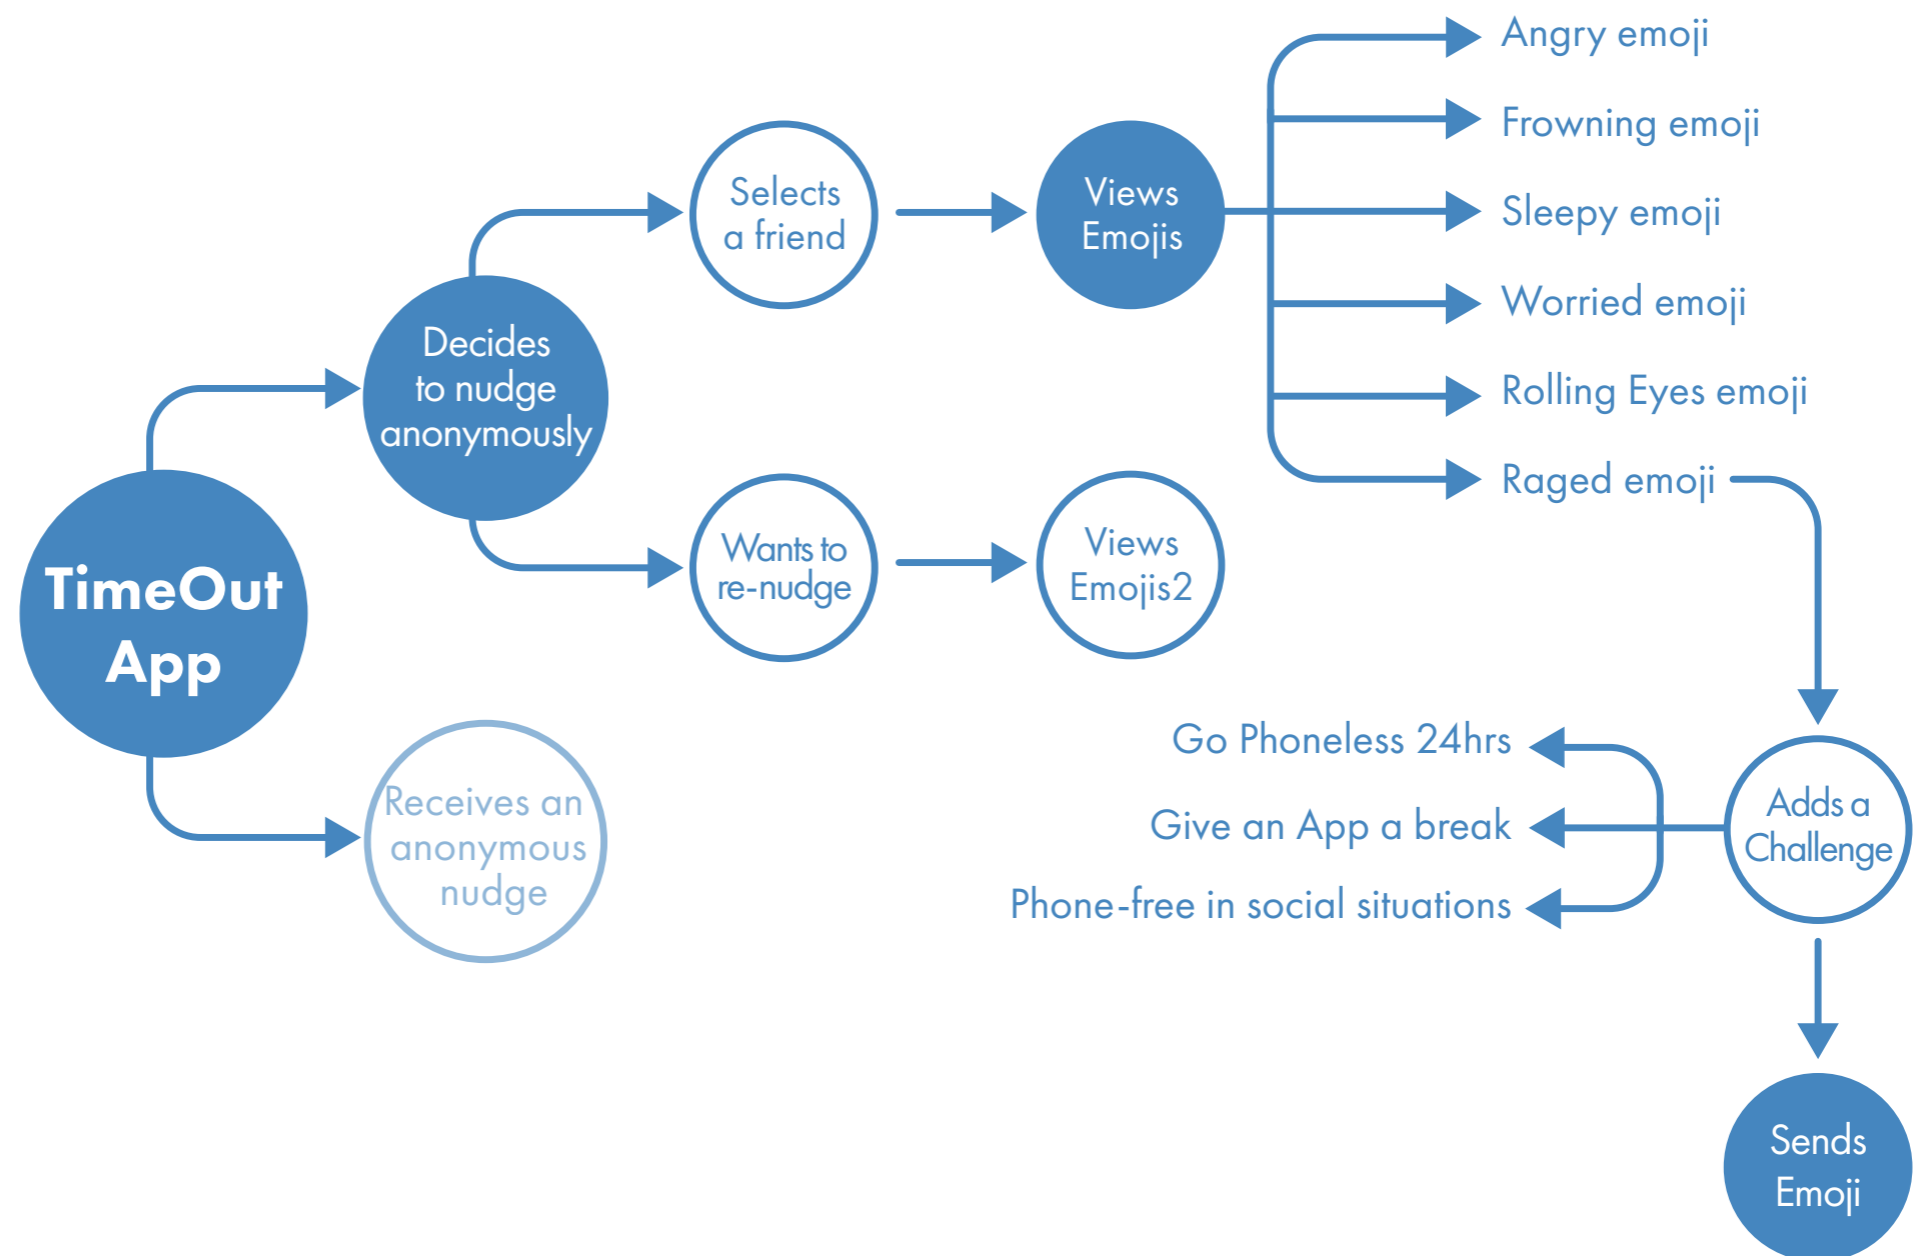 TimeOut
App
Decides
to nudge
anonymously
Receives an
anonymous
nudge
Selects
a friend
Wants to
re-nudge
Views
Emojis
Views
Emojis2
Angry emoji
Frowning emoji
Sleepy emoji
Worried emoji
Rolling Eyes emoji
Raged emoji
Adds a
Challenge
Go Phoneless 24hrs
Give an App a break
Phone-free in social situations
Sends
Emoji